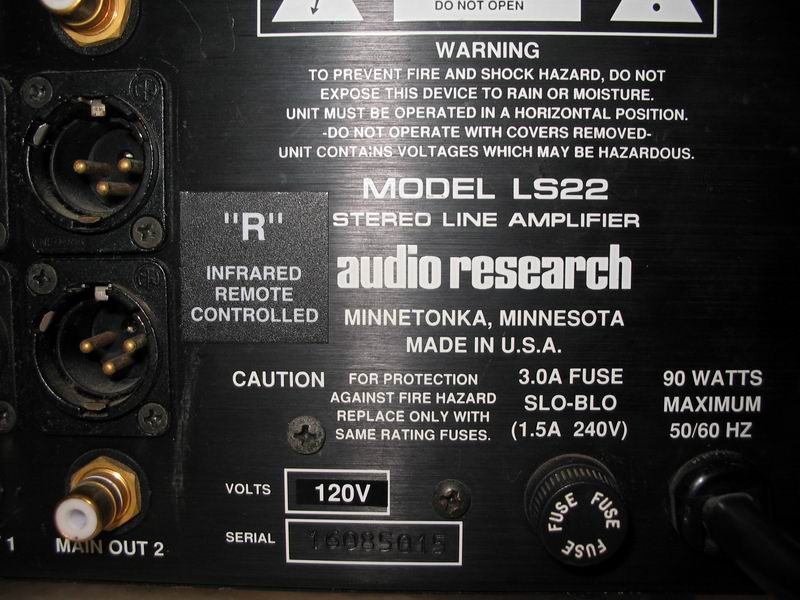 DO NOT OPEN
WARNING
TO PREVENT FIRE AND SHOCK HAZARD, DO NOT
EXPOSE THIS DEVICE TO RAIN OR MOISTURE.
UNIT MUST BE OPERATED IN A HORIZONTAL POSITION.
-DO NOT OPERATE WITH COVERS REMOVED-
UNIT CONTAINS VOLTAGES WHICH MAY BE HAZARDOUS.
MODEL LS22
STEREO LINE AMPLIFIER
"R"
INFRARED
REMOTE
CONTROLLED
audio research
MINNETONKA, MINNESOTA
MADE IN U.S.A.
CAUTION
FOR PROTECTION
AGAINST FIRE HAZARD
REPLACE ONLY WITH
SAME RATING FUSES.
3.0A FUSE
SLO-BLO
(1.5A 240V)
90 WATTS
MAXIMUM
50/60 HZ
VOLTS
120V
SERIAL
16085015
FUSE FUSE FUSE
1
MAIN OUT 2